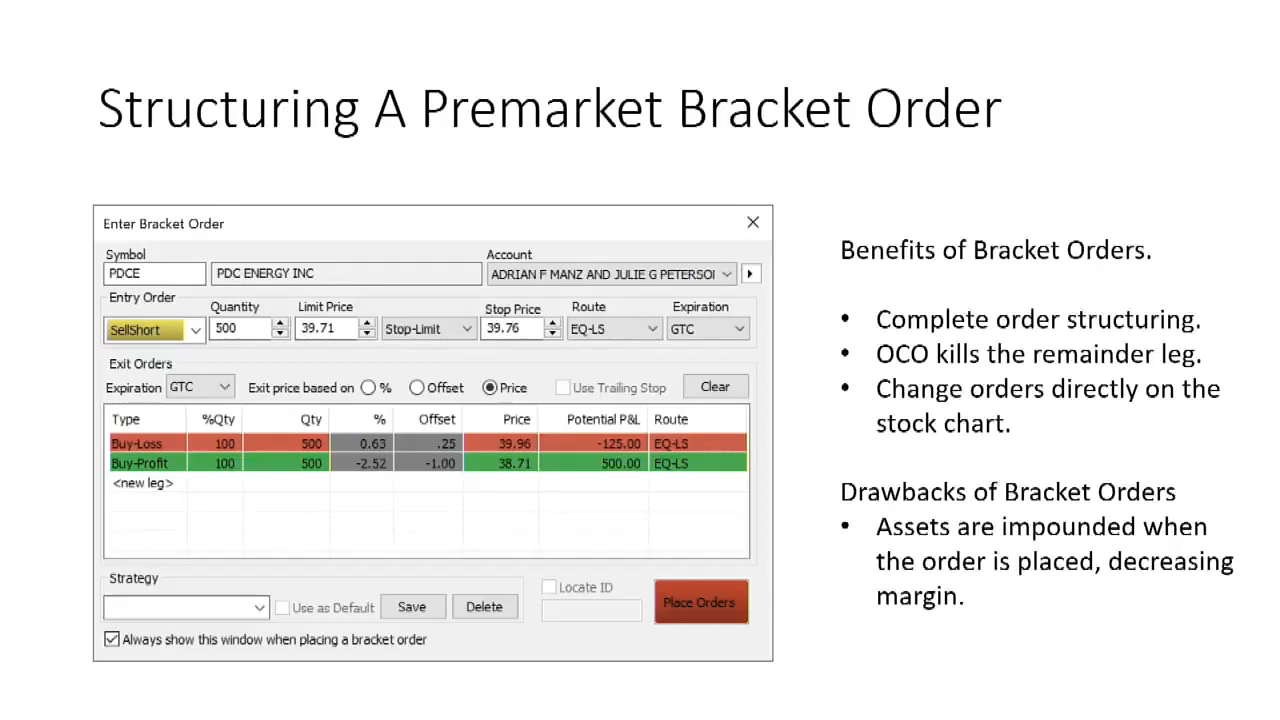 Structuring A Premarket Bracket Order
Enter Bracket Order
Symbol
Account
PDCE
PDC ENERGY INC
ADRIAN F MANZ AND JULIE G PETERSOI
Entry Order
Quantity
Limit Price
Stop Price
Route
Expiration
SellShort
500
39.71
Stop-Limit
39.76
EQ-LS
GTC
Exit Orders
Expiration GTC Exit price based on % Offset Price Use Trailing Stop Clear
Type %Qty Qty % Offset Price Potential P&L Route
Buy-Loss 100 500 0.63 .25 39.96 -125.00 EQ-LS
Buy-Profit 100 500 -2.52 -1.00 38.71 500.00 EQ-LS
<new leg>
Strategy
Use as Default Save Delete
Locate ID
Place Orders
Always show this window when placing a bracket order
Benefits of Bracket Orders.
• Complete order structuring.
• OCO kills the remainder leg.
• Change orders directly on the
stock chart.
Drawbacks of Bracket Orders
• Assets are impounded when
the order is placed, decreasing
margin.